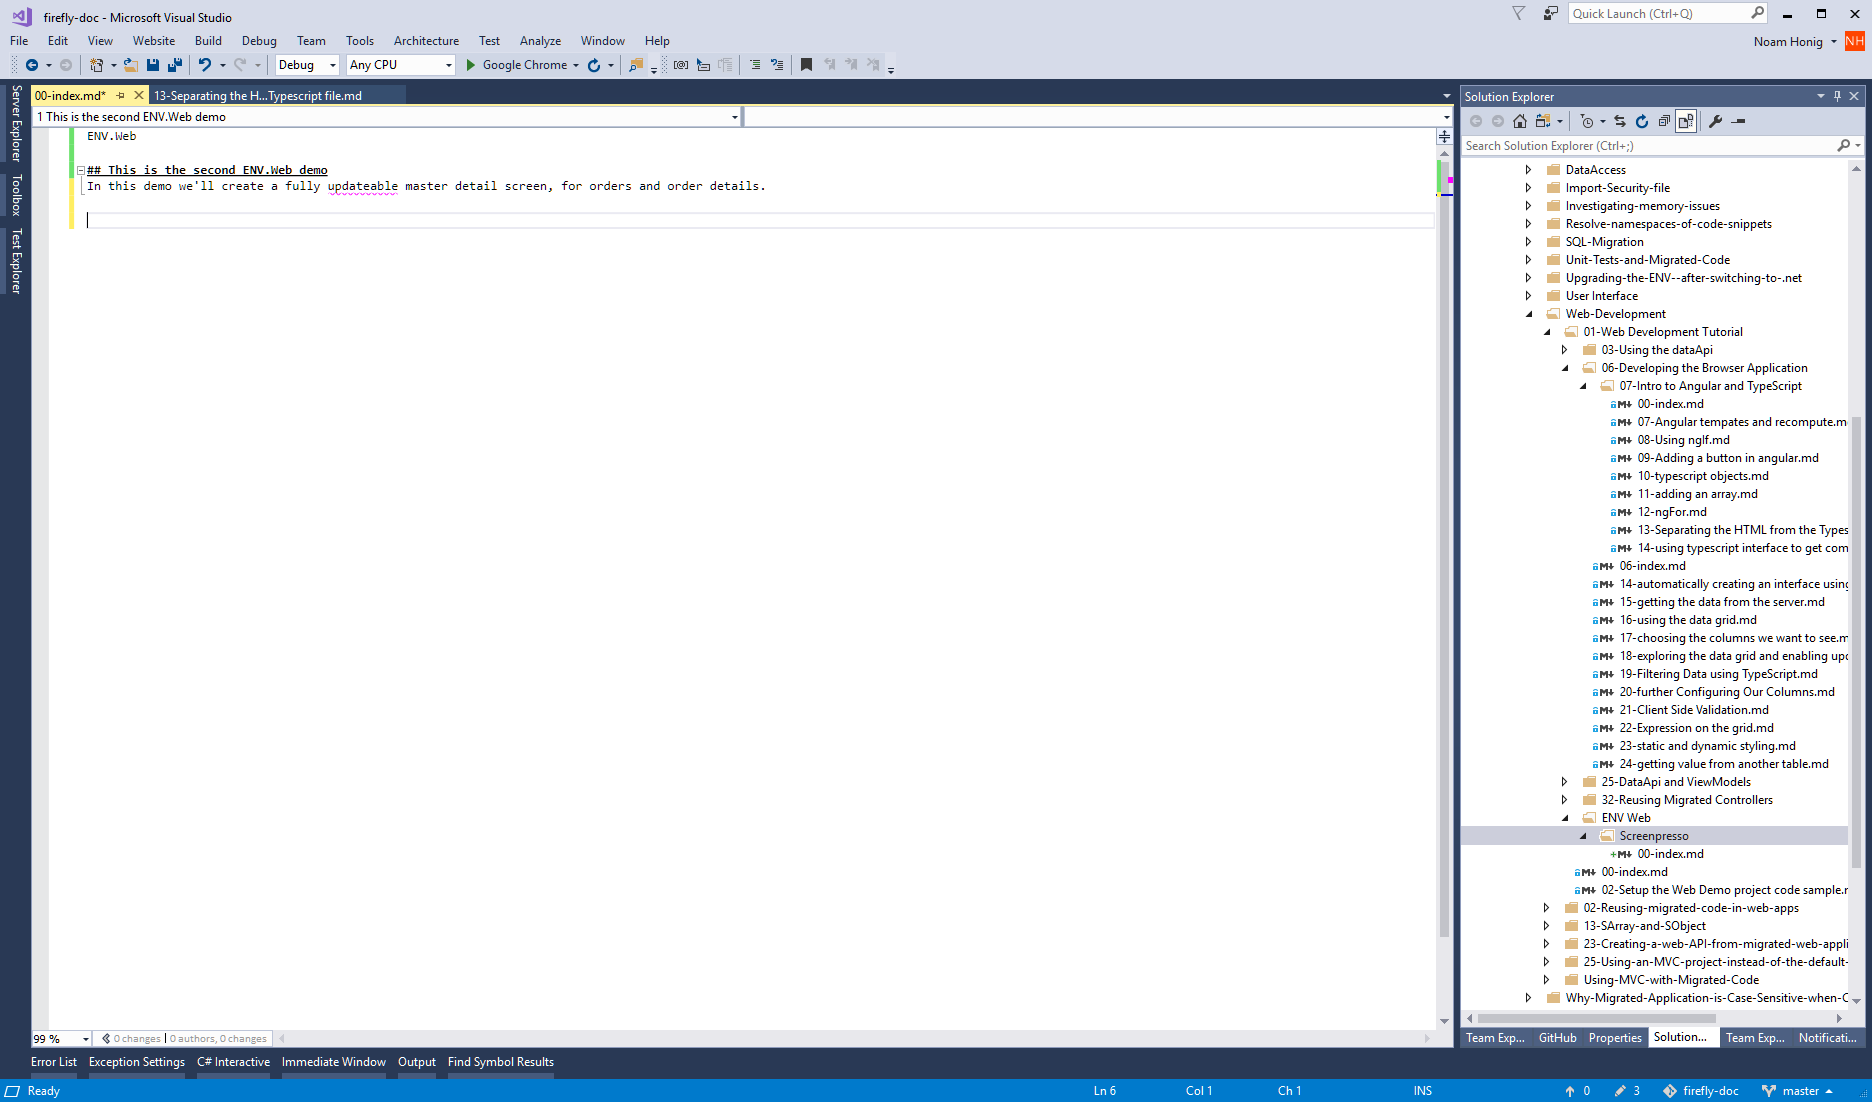 firefly-doc - Microsoft Visual Studio
Quick Launch (Ctrl+Q)
File Edit View Website Build Debug Team Tools Architecture Test Analyze Window Help
Noam Honig NH
Debug Any CPU Google Chrome
Server Explorer
Toolbox
Test Explorer
00-index.md* 13-Separating the H...Typescript file.md
1 This is the second ENV.Web demo
ENV.Web
## This is the second ENV.Web demo
In this demo we'll create a fully updateable master detail screen, for orders and order details.
Solution Explorer
Search Solution Explorer (Ctrl+;)
DataAccess
Import-Security-file
Investigating-memory-issues
Resolve-namespaces-of-code-snippets
SQL-Migration
Unit-Tests-and-Migrated-Code
Upgrading-the-ENV--after-switching-to-.net
User Interface
Web-Development
01-Web Development Tutorial
03-Using the dataApi
06-Developing the Browser Application
07-Intro to Angular and TypeScript
00-index.md
07-Angular tempates and recompute.m
08-Using ngIf.md
09-Adding a button in angular.md
10-typescript objects.md
11-adding an array.md
12-ngFor.md
13-Separating the HTML from the Types
14-using typescript interface to get com
06-index.md
14-automatically creating an interface using
15-getting the data from the server.md
16-using the data grid.md
17-choosing the columns we want to see.m
18-exploring the data grid and enabling upd
19-Filtering Data using TypeScript.md
20-further Configuring Our Columns.md
21-Client Side Validation.md
22-Expression on the grid.md
23-static and dynamic styling.md
24-getting value from another table.md
25-DataApi and ViewModels
32-Reusing Migrated Controllers
ENV Web
Screenpresso
00-index.md
00-index.md
02-Setup the Web Demo project code sample.r
02-Reusing-migrated-code-in-web-apps
13-SArray-and-SObject
23-Creating-a-web-API-from-migrated-web-appli
25-Using-an-MVC-project-instead-of-the-default-
Using-MVC-with-Migrated-Code
Why-Migrated-Application-is-Case-Sensitive-when-C
99 % 0 changes | 0 authors, 0 changes
Team Exp... GitHub Properties Solution... Team Exp... Notificati...
Error List Exception Settings C# Interactive Immediate Window Output Find Symbol Results
Ready Ln 6 Col 1 Ch 1 INS 0 3 firefly-doc master